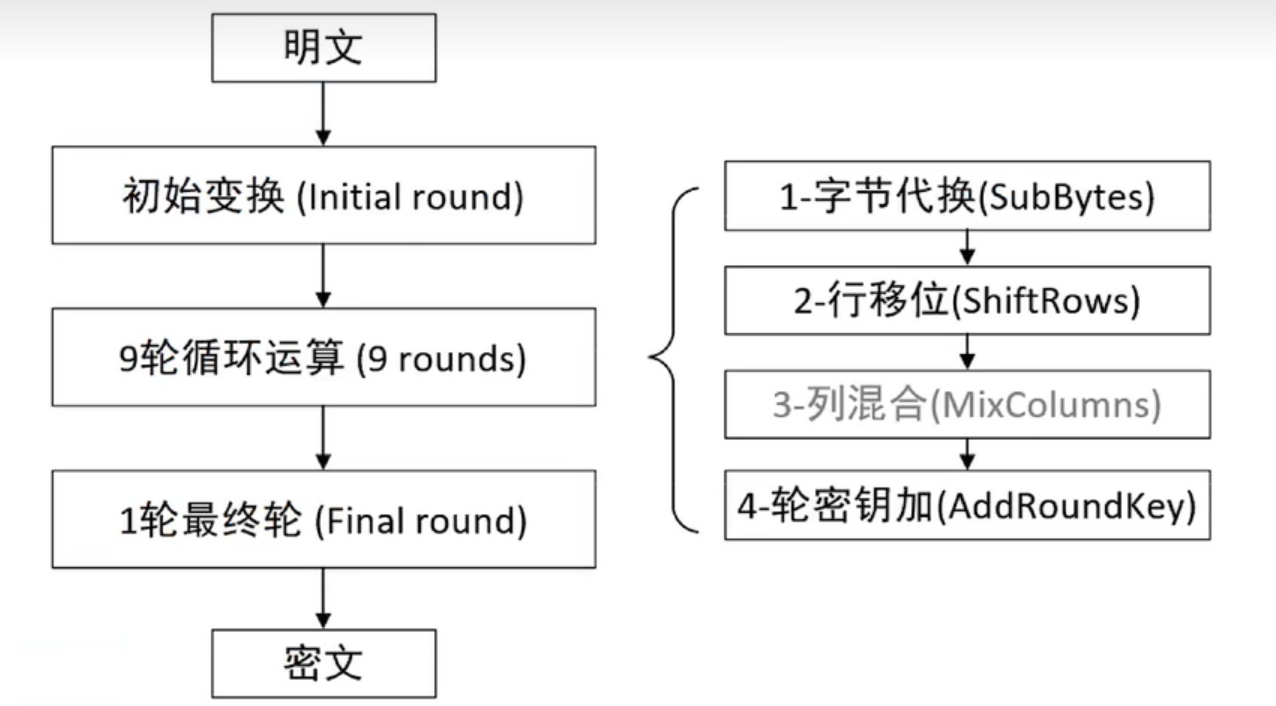 明文
初始变换 (Initial round)
9轮循环运算 (9 rounds)
1轮最终轮 (Final round)
密文
1-字节代换(SubBytes)
2-行移位(ShiftRows)
3-列混合(MixColumns)
4-轮密钥加(AddRoundKey)